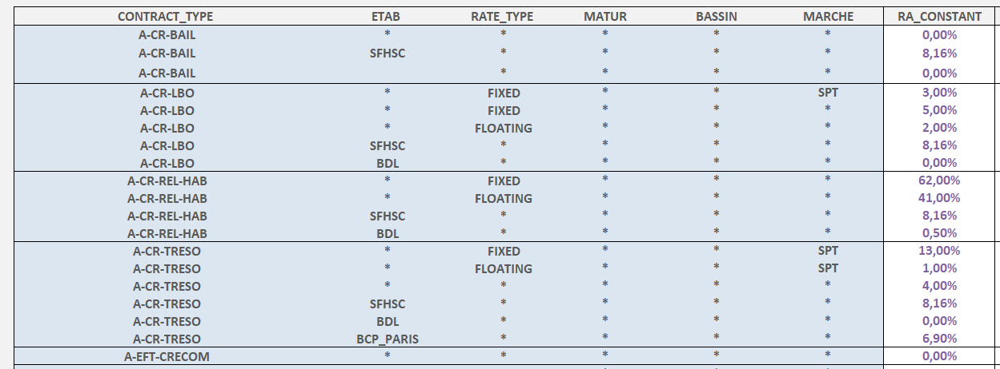 CONTRACT_TYPE ETAB RATE_TYPE MATUR BASSIN MARCHE RA_CONSTANT
A-CR-BAIL * * * * * 0,00%
A-CR-BAIL SFHSC * * * * 8,16%
A-CR-BAIL * * * * 0,00%
A-CR-LBO * FIXED * * SPT 3,00%
A-CR-LBO * FIXED * * * 5,00%
A-CR-LBO * FLOATING * * * 2,00%
A-CR-LBO SFHSC * * * * 8,16%
A-CR-LBO BDL * * * * 0,00%
A-CR-REL-HAB * FIXED * * * 62,00%
A-CR-REL-HAB * FLOATING * * * 41,00%
A-CR-REL-HAB SFHSC * * * * 8,16%
A-CR-REL-HAB BDL * * * * 0,50%
A-CR-TRESO * FIXED * * SPT 13,00%
A-CR-TRESO * FLOATING * * SPT 1,00%
A-CR-TRESO * * * * * 4,00%
A-CR-TRESO SFHSC * * * * 8,16%
A-CR-TRESO BDL * * * * 0,00%
A-CR-TRESO BCP_PARIS * * * * 6,90%
A-EFT-CRECOM * * * * * 0,00%